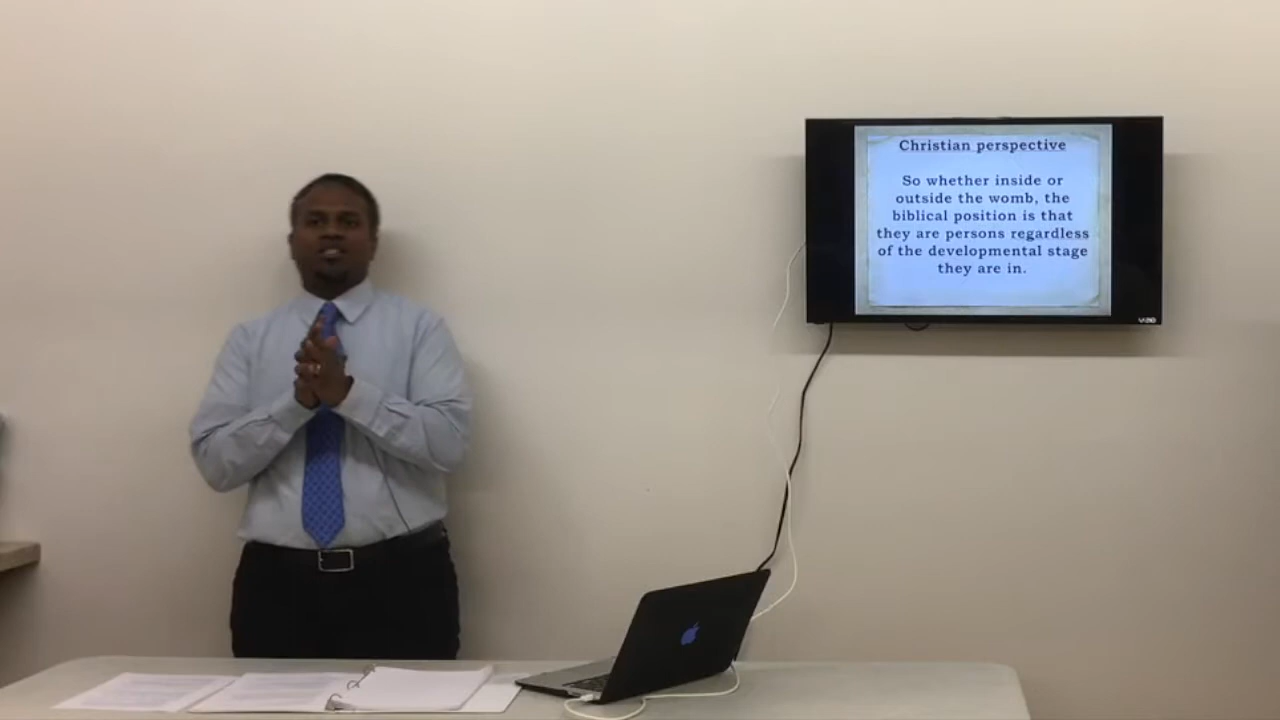 Christian perspective
So whether inside or
outside the womb, the
biblical position is that
they are persons regardless
of the developmental stage
they are in.
VIZIO